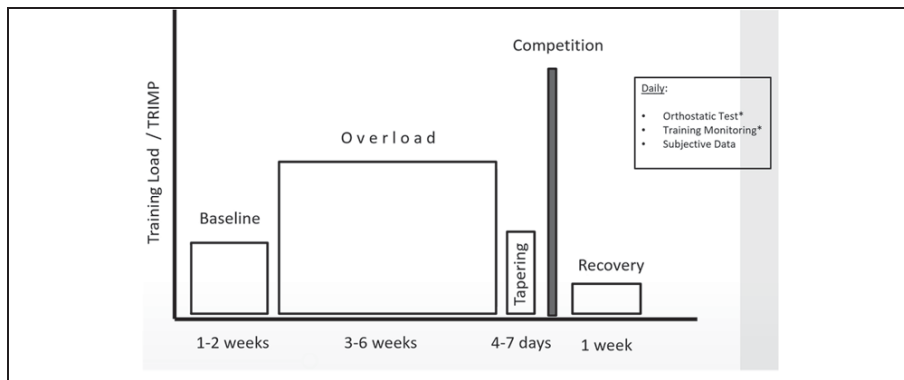 Competition
Daily:
• Orthostatic Test*
• Training Monitoring*
• Subjective Data
Training Load / TRIMP
Overload
Baseline
Tapering
Recovery
1-2 weeks
3-6 weeks
4-7 days
1 week